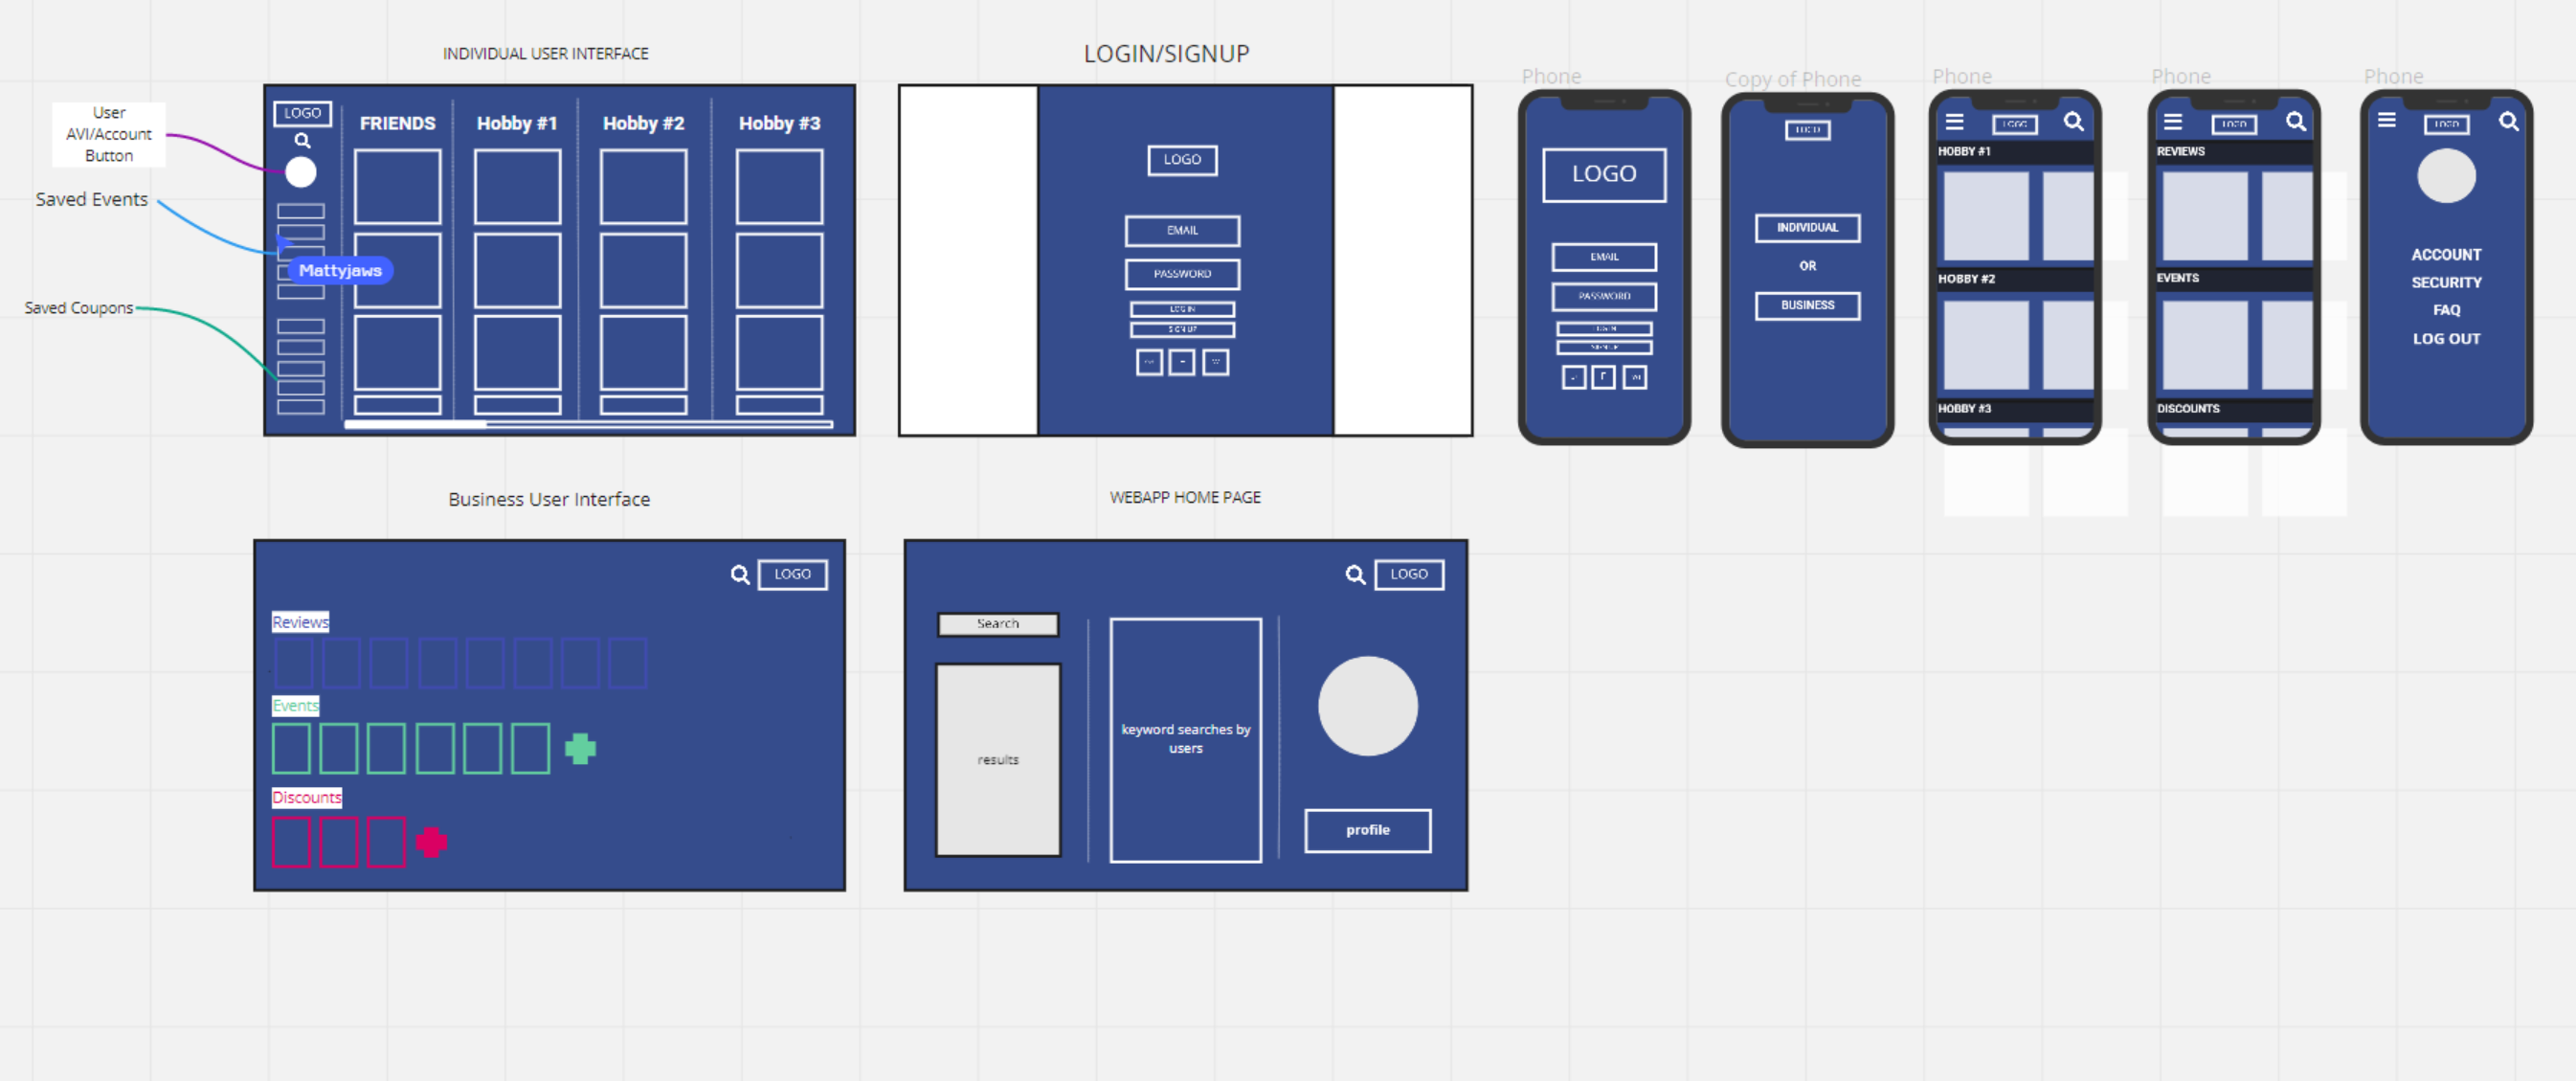 INDIVIDUAL USER INTERFACE
User
AVI/Account
Button
Saved Events
Saved Coupons
LOGO
FRIENDS
Hobby #1
Hobby #2
Hobby #3
Mattyjaws
LOGIN/SIGNUP
LOGO
EMAIL
PASSWORD
LOG IN
SIGN UP
Phone
LOGO
EMAIL
PASSWORD
LOG IN
SIGN UP
Copy of Phone
LOGO
INDIVIDUAL
OR
BUSINESS
Phone
LOGO
HOBBY #1
HOBBY #2
HOBBY #3
Phone
LOGO
REVIEWS
EVENTS
DISCOUNTS
Phone
LOGO
ACCOUNT
SECURITY
FAQ
LOG OUT
Business User Interface
LOGO
Reviews
Events
Discounts
WEBAPP HOME PAGE
LOGO
Search
results
keyword searches by
users
profile